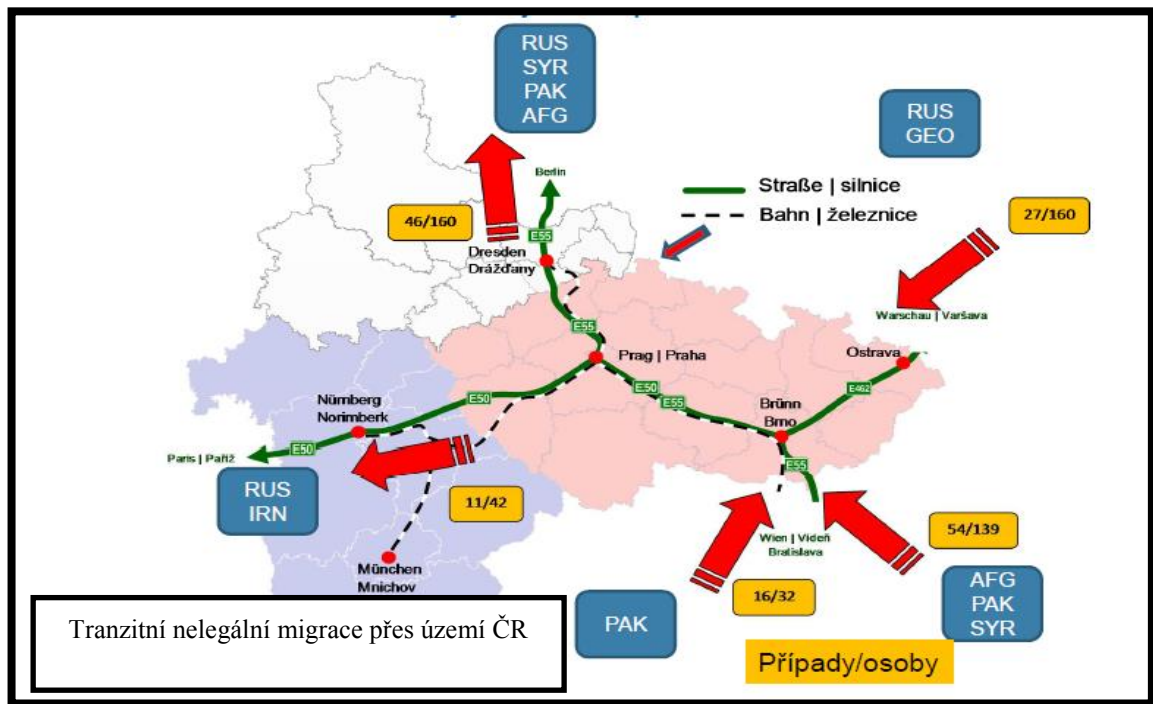 RUS
SYR
PAK
AFG
RUS
GEO
Berlin
Straße | silnice
Bahn | železnice
46/160
27/160
E55
Dresden
Drážďany
Warschau | Varšava
E55
Prag | Praha
Ostrava
E50
E55
E462
Nürnberg
Norimberk
E50
Brünn
Brno
E50
Paris | Paříž
E55
RUS
IRN
11/42
Wien | Vídeň
Bratislava
54/139
München
Mnichov
16/32
AFG
PAK
SYR
PAK
Tranzitní nelegální migrace přes území ČR
Případy/osoby